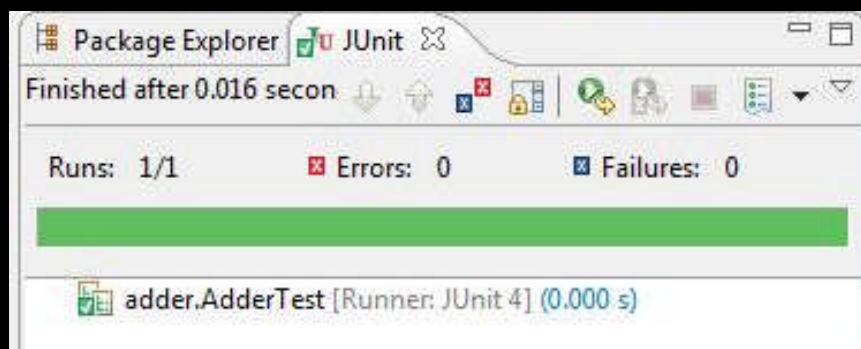 Package Explorer JUnit
Finished after 0.016 secon
Runs: 1/1 Errors: 0 Failures: 0
adder.AdderTest [Runner: JUnit 4] (0.000 s)